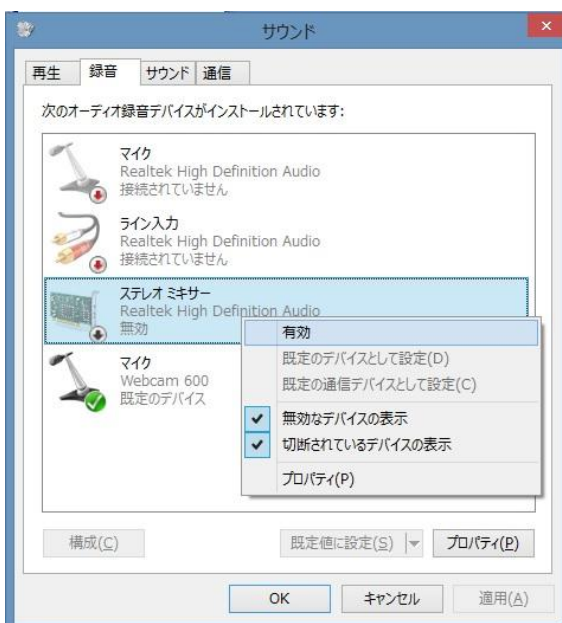 サウンド
再生 録音 サウンド 通信
次のオーディオ録音デバイスがインストールされています:
マイク
Realtek High Definition Audio
接続されていません
ライン入力
Realtek High Definition Audio
接続されていません
ステレオ ミキサー
Realtek High Definition Audio
無効
マイク
Webcam 600
既定のデバイス
有効
既定のデバイスとして設定(D)
既定の通信デバイスとして設定(C)
無効なデバイスの表示
切断されているデバイスの表示
プロパティ(P)
構成(C) 既定値に設定(S) プロパティ(P)
OK キャンセル 適用(A)